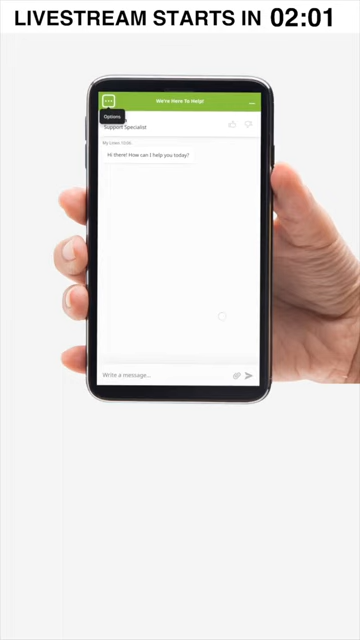 LIVESTREAM STARTS IN 02:01
We're Here To Help!
Options
Support Specialist
Hi there! How can I help you today?
Write a message...